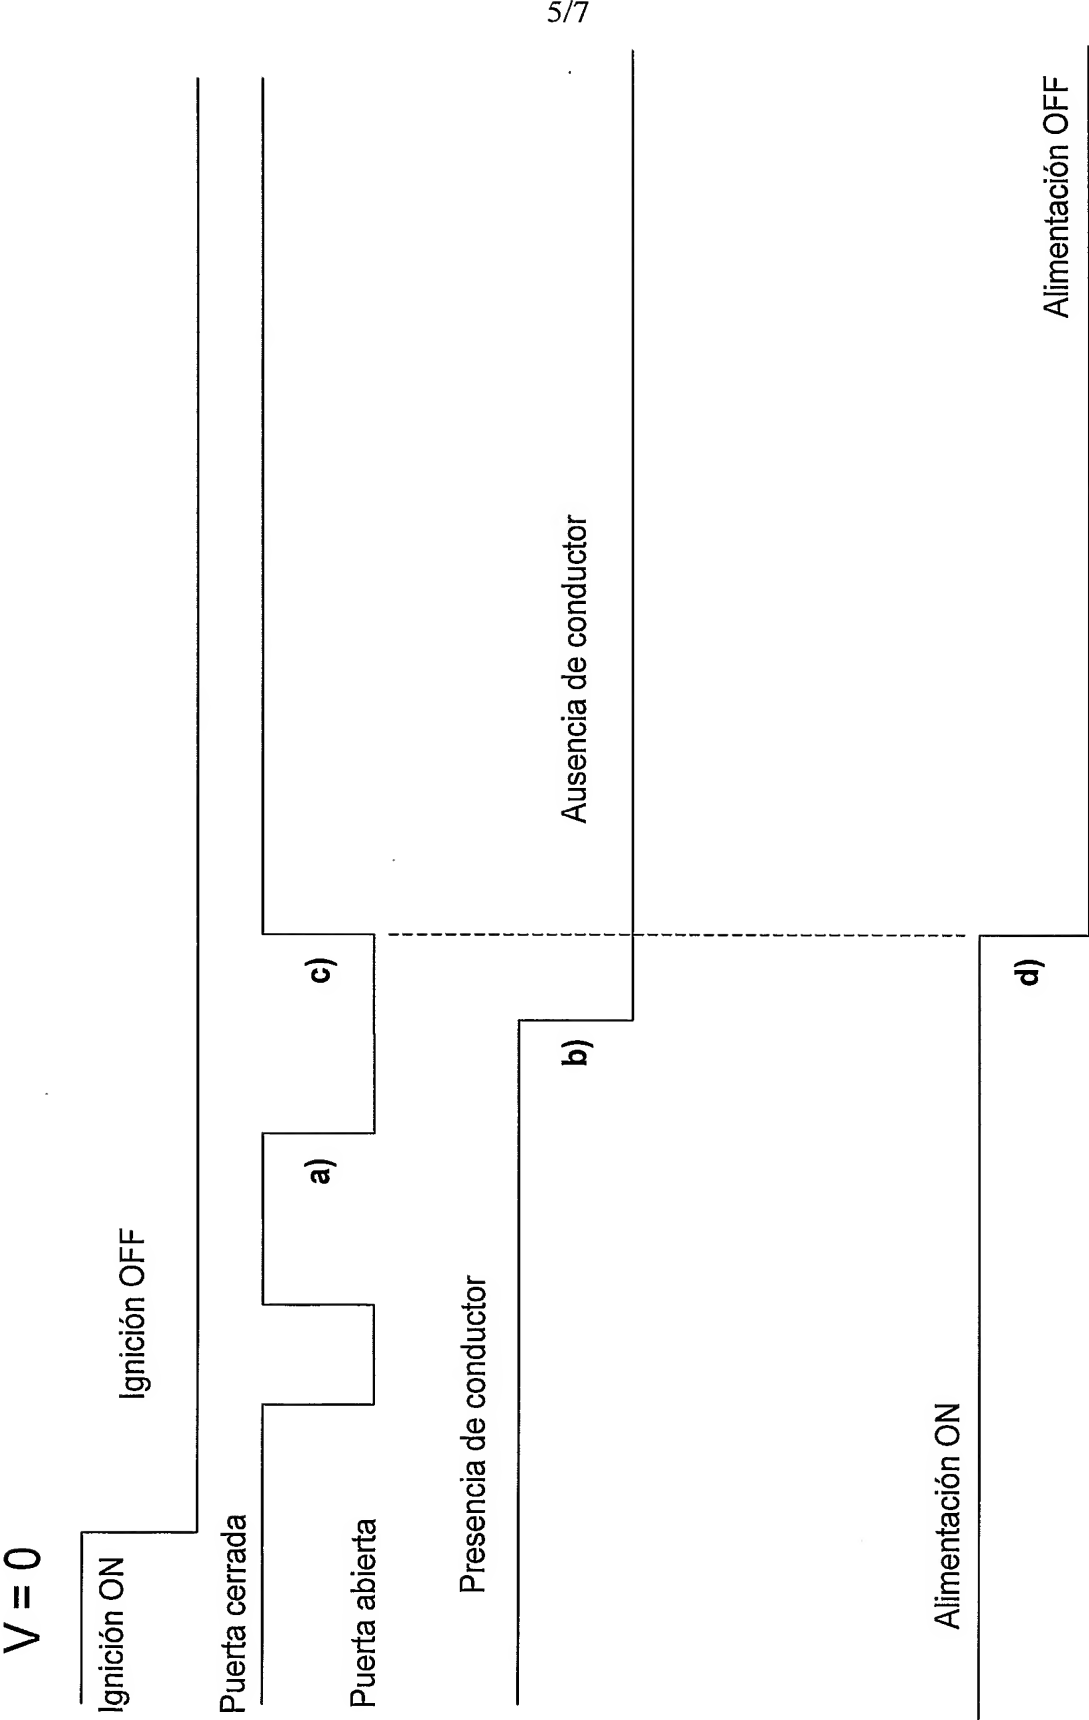 5/7
V = 0
Ignición ON
Ignición OFF
Puerta cerrada
Puerta abierta
a)
c)
Presencia de conductor
b)
Ausencia de conductor
Alimentación ON
d)
Alimentación OFF